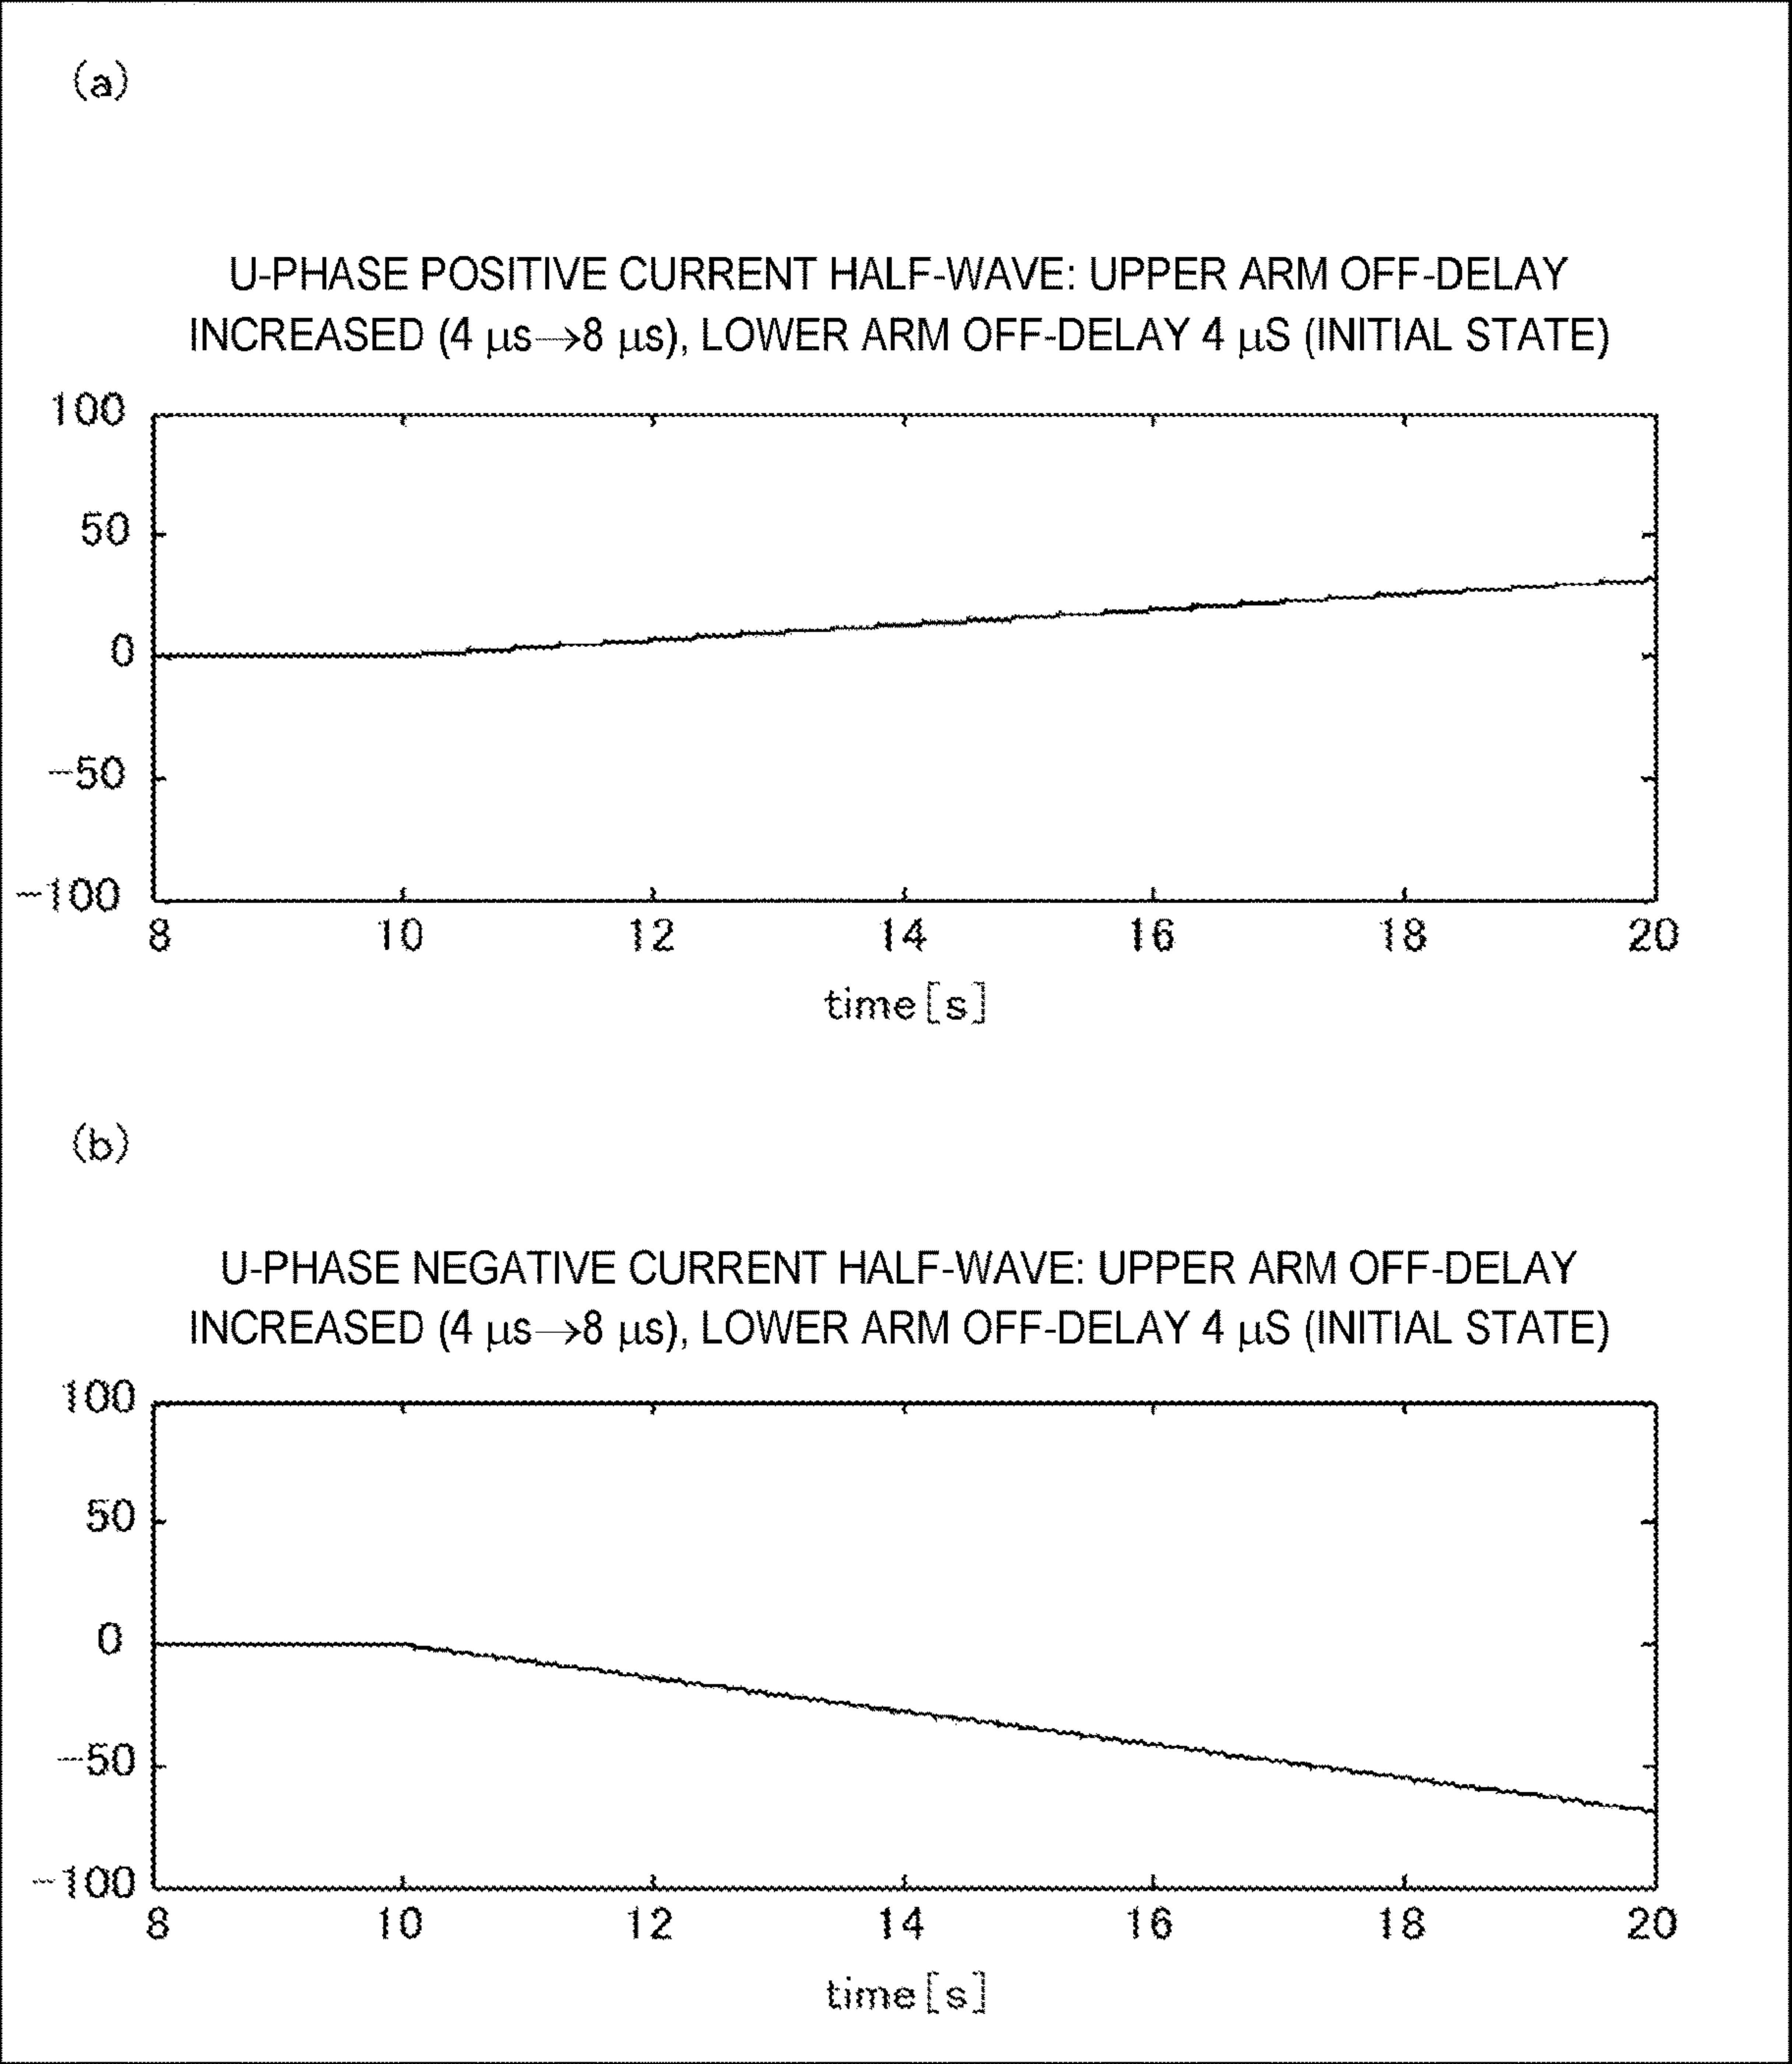 (a)
U-PHASE POSITIVE CURRENT HALF-WAVE: UPPER ARM OFF-DELAY
INCREASED (4 μs→8 μs), LOWER ARM OFF-DELAY 4 μS (INITIAL STATE)
100
50
0
-50
-100
8 10 12 14 16 18 20
time[s]
(b)
U-PHASE NEGATIVE CURRENT HALF-WAVE: UPPER ARM OFF-DELAY
INCREASED (4 μs→8 μs), LOWER ARM OFF-DELAY 4 μS (INITIAL STATE)
100
50
0
-50
-100
8 10 12 14 16 18 20
time[s]